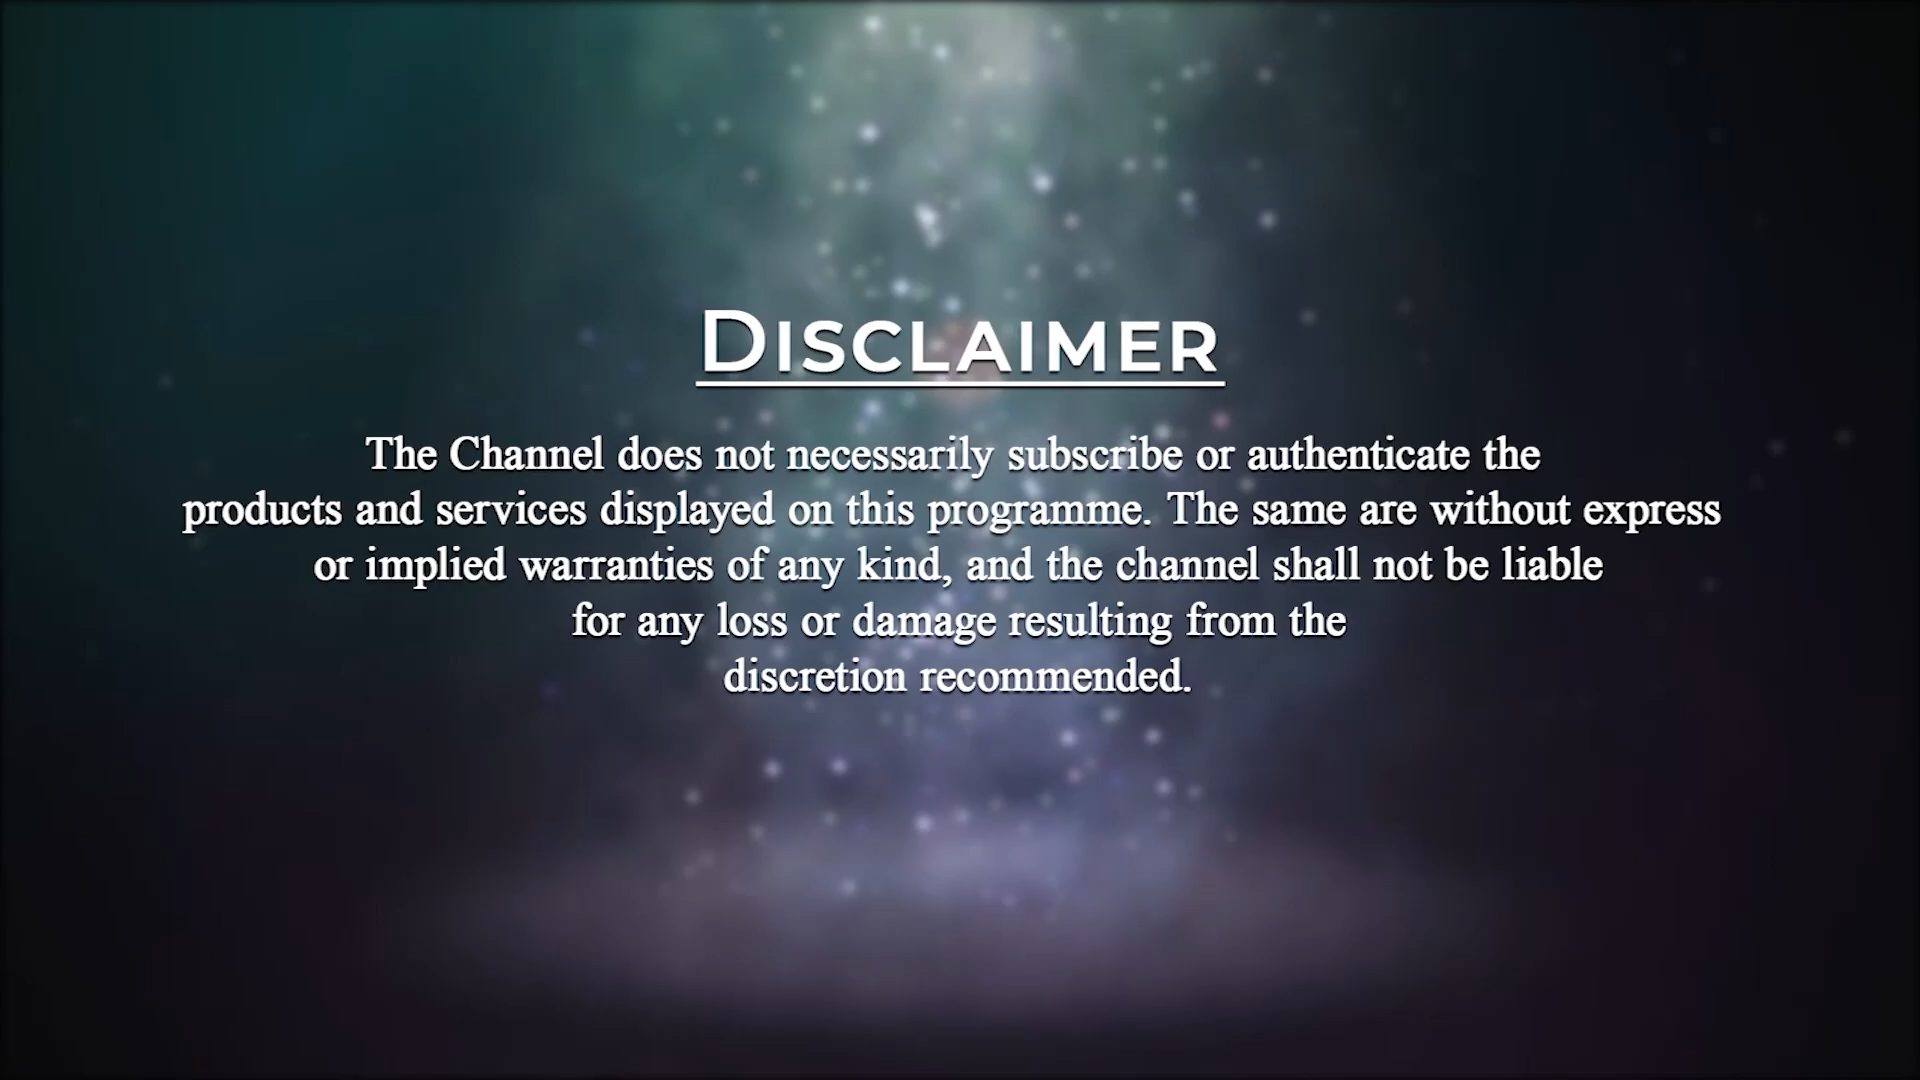 DISCLAIMER
The Channel does not necessarily subscribe or authenticate the
products and services displayed on this programme. The same are without express
or implied warranties of any kind, and the channel shall not be liable
for any loss or damage resulting from the
discretion recommended.